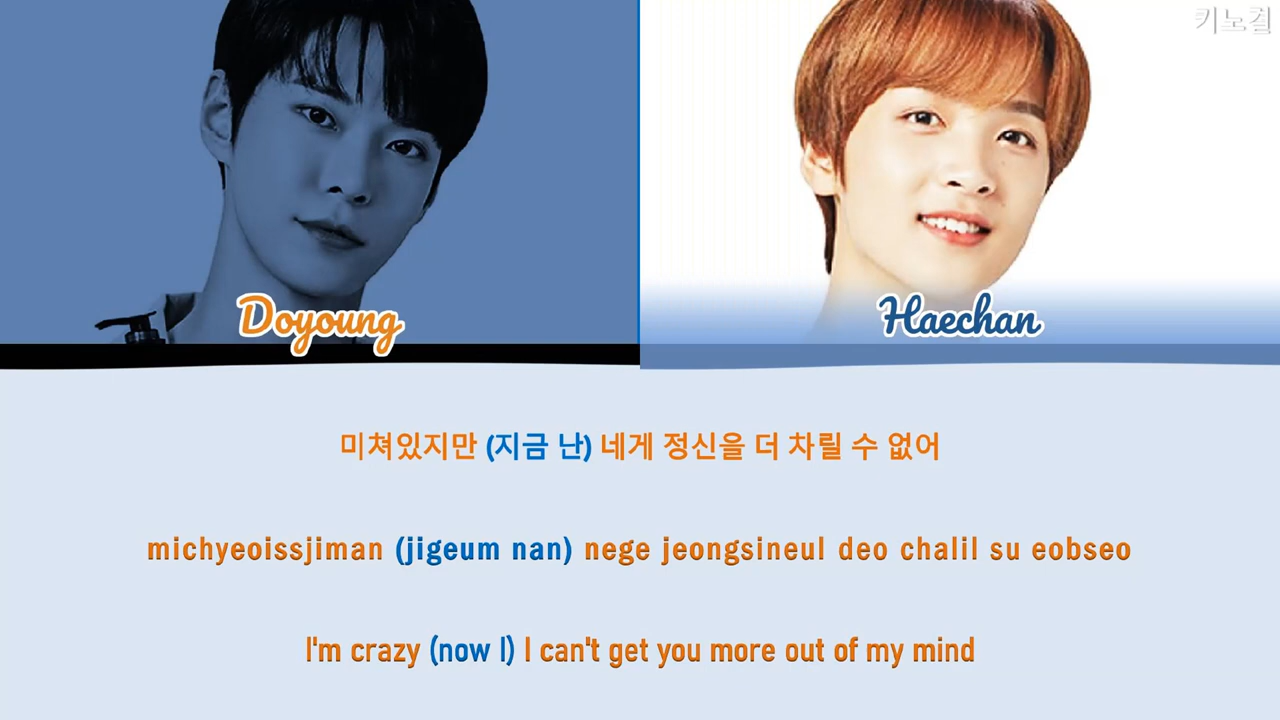 키노컬
Doyoung
Haechan
미쳐있지만 (지금 난) 네게 정신을 더 차릴 수 없어
michyeoissjiman (jigeum nan) nege jeongsineul deo chalil su eobseo
I'm crazy (now I) I can't get you more out of my mind